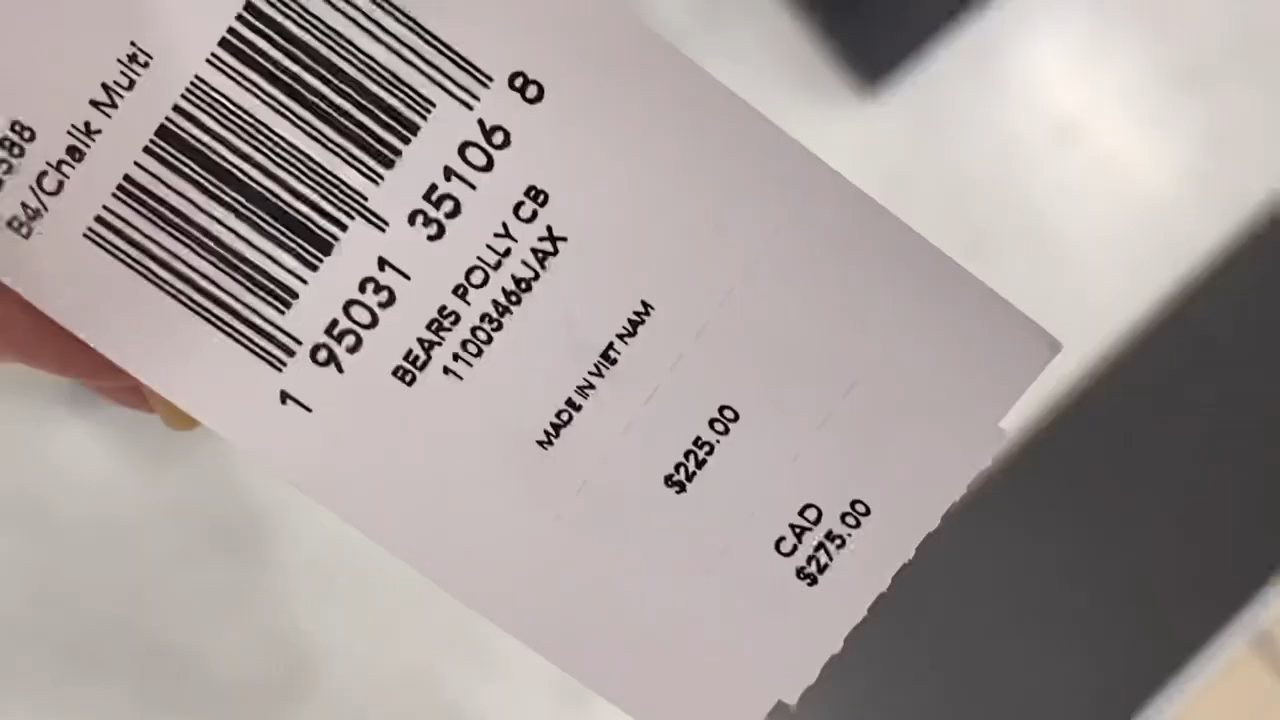 B4/Chalk Multi
1 95031 35106 8
BEARS POLLY CB
11003466JAX
MADE IN VIET NAM
$225.00
CAD
$275.00